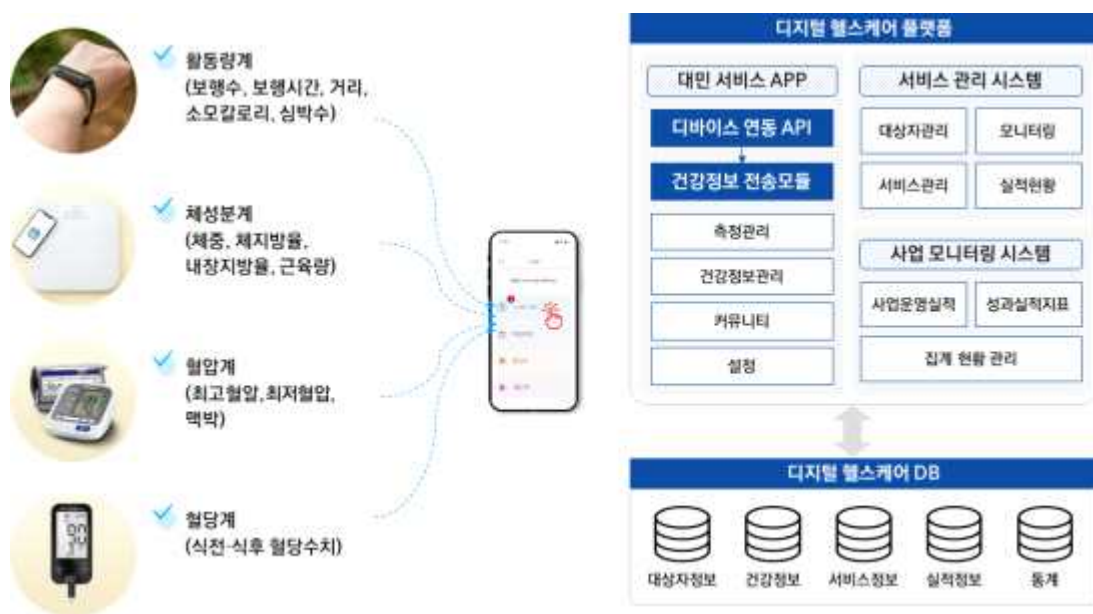 활동량계
(보행수, 보행시간, 거리,
소모칼로리, 심박수)
체성분계
(체중, 체지방율,
내장지방율, 근육량)
혈압계
(최고혈압,최저혈압,
맥박)
혈당계
(식전·식후 혈당수치)
디지털 헬스케어 플랫폼
대민 서비스 APP
디바이스 연동 API
건강정보 전송모듈
측정관리
건강정보관리
커뮤니티
설정
서비스 관리 시스템
대상자관리
모니터링
서비스관리
실적현황
사업 모니터링 시스템
사업운영실적
성과실적지표
집계 현황 관리
디지털 헬스케어 DB
대상자정보
건강정보
서비스정보
실적정보
통계